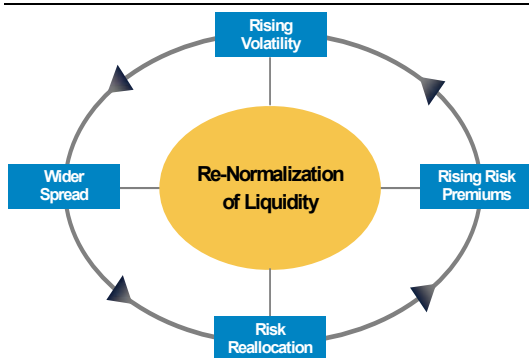 Rising
Volatility
Wider
Spread
Re-Normalization
of Liquidity
Rising Risk
Premiums
Risk
Reallocation